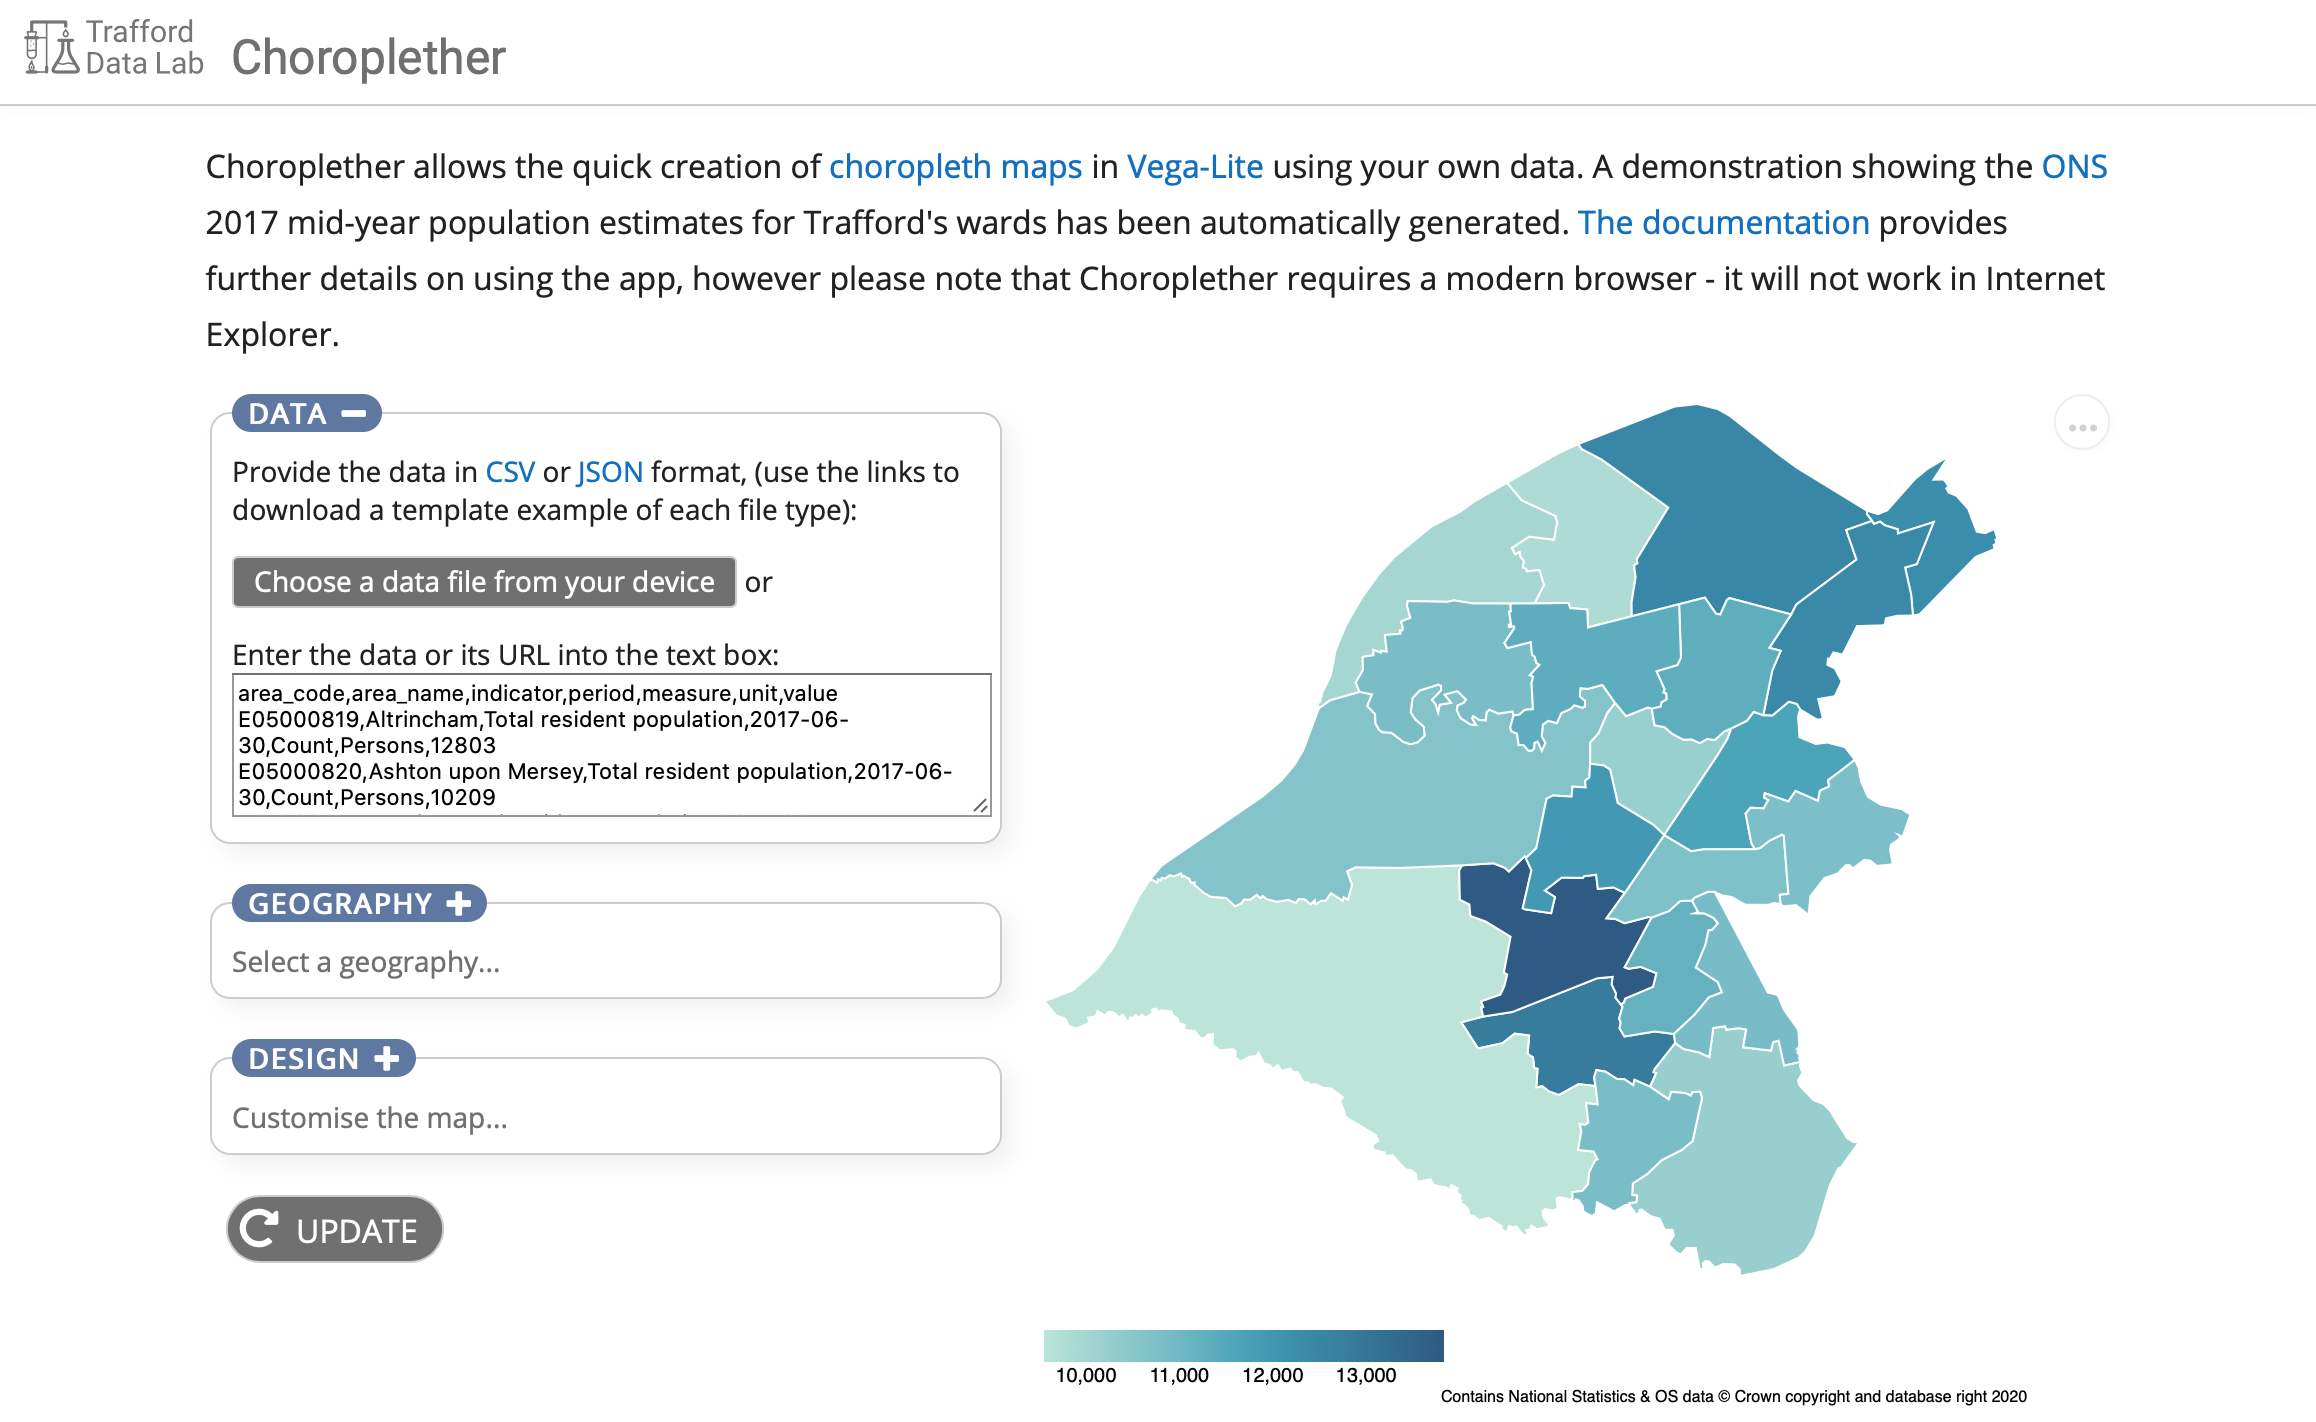 Trafford
Data Lab
Choroplether
Choroplether allows the quick creation of choropleth maps in Vega-Lite using your own data. A demonstration showing the ONS
2017 mid-year population estimates for Trafford's wards has been automatically generated. The documentation provides
further details on using the app, however please note that Choroplether requires a modern browser - it will not work in Internet
Explorer.
DATA
Provide the data in CSV or JSON format, (use the links to
download a template example of each file type):
Choose a data file from your device or
Enter the data or its URL into the text box:
area_code,area_name,indicator,period,measure,unit,value
E05000819,Altrincham,Total resident population,2017-06-
30,Count,Persons,12803
E05000820,Ashton upon Mersey,Total resident population,2017-06-
30,Count,Persons,10209
GEOGRAPHY
Select a geography...
DESIGN
Customise the map...
UPDATE
10,000 11,000 12,000 13,000
Contains National Statistics & OS data © Crown copyright and database right 2020